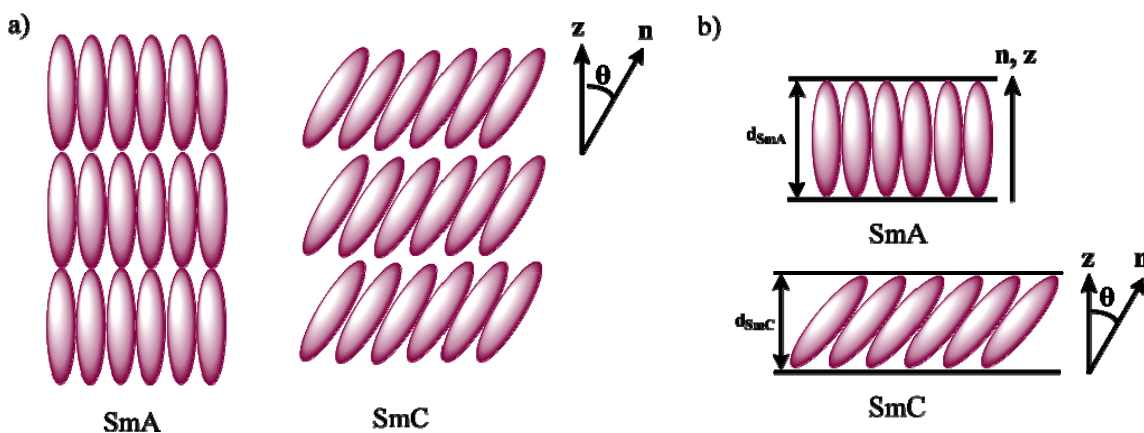 a)
z n
θ
SmA
SmC
b)
n, z
dSmA
SmA
z n
θ
dSmC
SmC